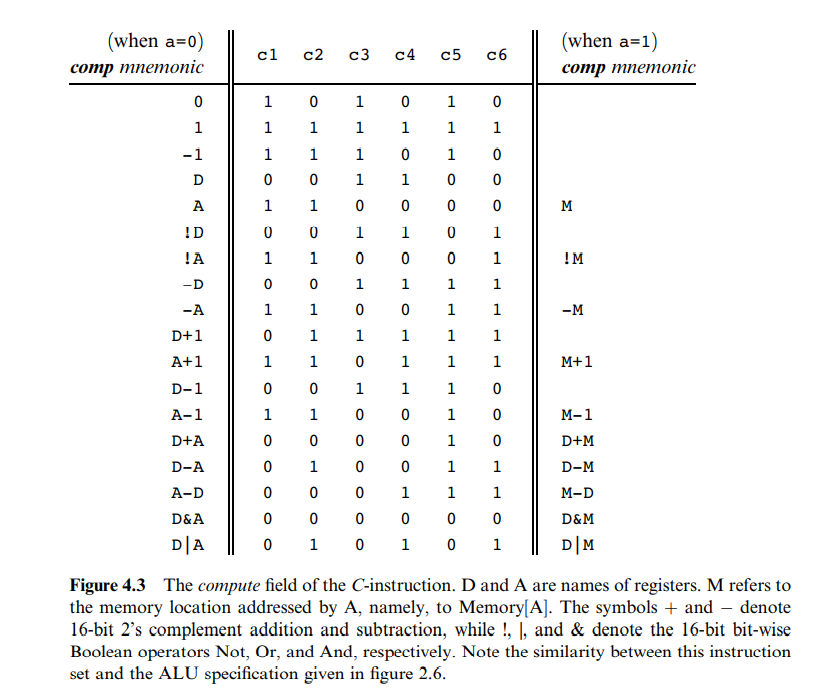 (when a=0) (when a=1)
comp mnemonic c1 c2 c3 c4 c5 c6 comp mnemonic
0 1 0 1 0 1 0
1 1 1 1 1 1 1
-1 1 1 1 0 1 0
D 0 0 1 1 0 0
A 1 1 0 0 0 0 M
!D 0 0 1 1 0 1
!A 1 1 0 0 0 1 !M
-D 0 0 1 1 1 1
-A 1 1 0 0 1 1 -M
D+1 0 1 1 1 1 1
A+1 1 1 0 1 1 1 M+1
D-1 0 0 1 1 1 0
A-1 1 1 0 0 1 0 M-1
D+A 0 0 0 0 1 0 D+M
D-A 0 1 0 0 1 1 D-M
A-D 0 0 0 1 1 1 M-D
D&A 0 0 0 0 0 0 D&M
D|A 0 1 0 1 0 1 D|M
Figure 4.3 The compute field of the C-instruction. D and A are names of registers. M refers to
the memory location addressed by A, namely, to Memory[A]. The symbols + and − denote
16-bit 2's complement addition and subtraction, while !, |, and & denote the 16-bit bit-wise
Boolean operators Not, Or, and And, respectively. Note the similarity between this instruction
set and the ALU specification given in figure 2.6.